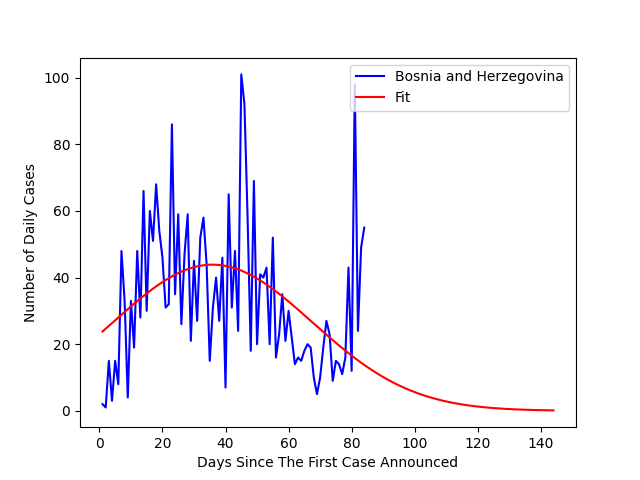 Bosnia and Herzegovina
Fit
Number of Daily Cases
100
80
60
40
20
0
0 20 40 60 80 100 120 140
Days Since The First Case Announced